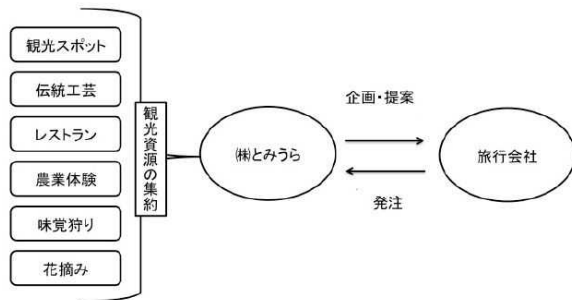 観光スポット
伝統工芸
レストラン
農業体験
味覚狩り
花摘み
観光資源の集約
㈱とみうら
企画・提案
発注
旅行会社